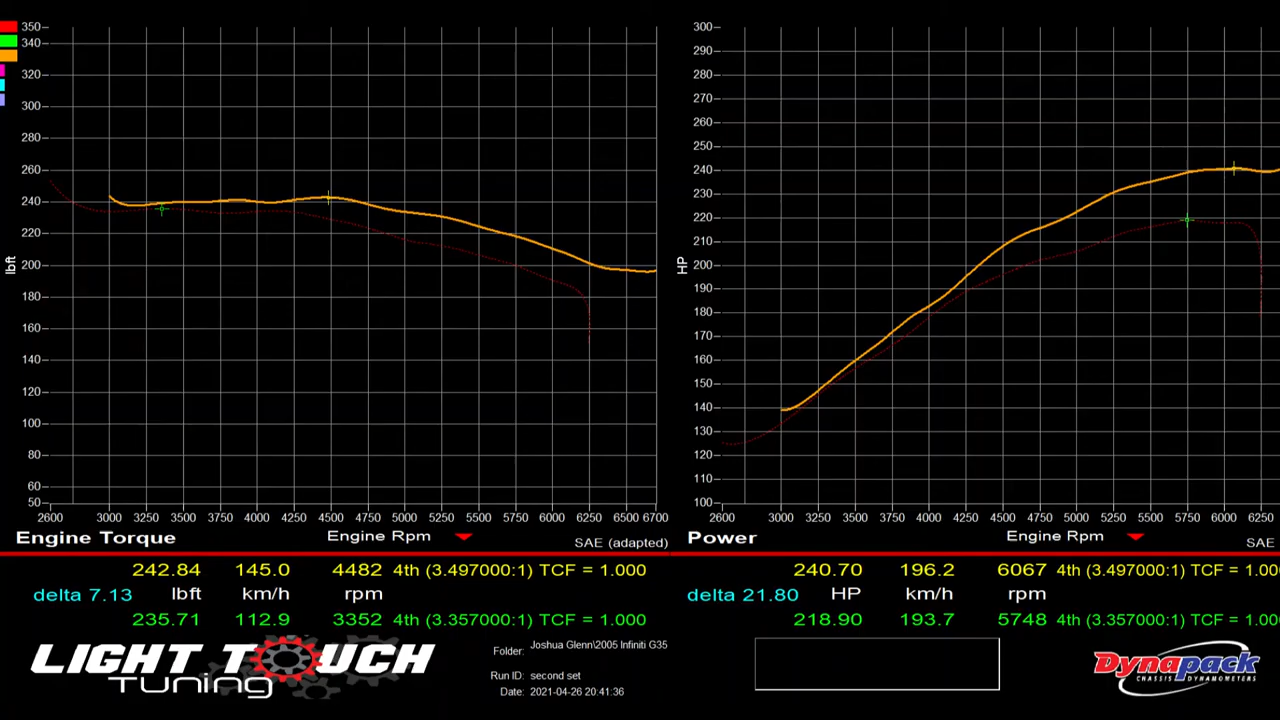 350
340
320
300
280
260
240
220
200
180
160
140
120
100
80
60
50
lbft
2600 3000 3250 3500 3750 4000 4250 4500 4750 5000 5250 5500 5750 6000 6250 6500 6700
Engine Torque
Engine Rpm
SAE (adapted)
300
290
280
270
260
250
240
230
220
210
200
190
180
170
160
150
140
130
120
110
100
HP
2600 3000 3250 3500 3750 4000 4250 4500 4750 5000 5250 5500 5750 6000 6250
Power
Engine Rpm
SAE
242.84 145.0 4482 4th (3.497000:1) TCF = 1.000
delta 7.13 lbft km/h rpm
235.71 112.9 3352 4th (3.357000:1) TCF = 1.000
240.70 196.2 6067 4th (3.497000:1) TCF = 1.000
delta 21.80 HP km/h rpm
218.90 193.7 5748 4th (3.357000:1) TCF = 1.000
LIGHT TOUCH
TUNING
Folder: Joshua Glenn\2005 Infiniti G35
Run ID: second set
Date: 2021-04-26 20:41:36
Dynapack
CHASSIS DYNAMOMETERS